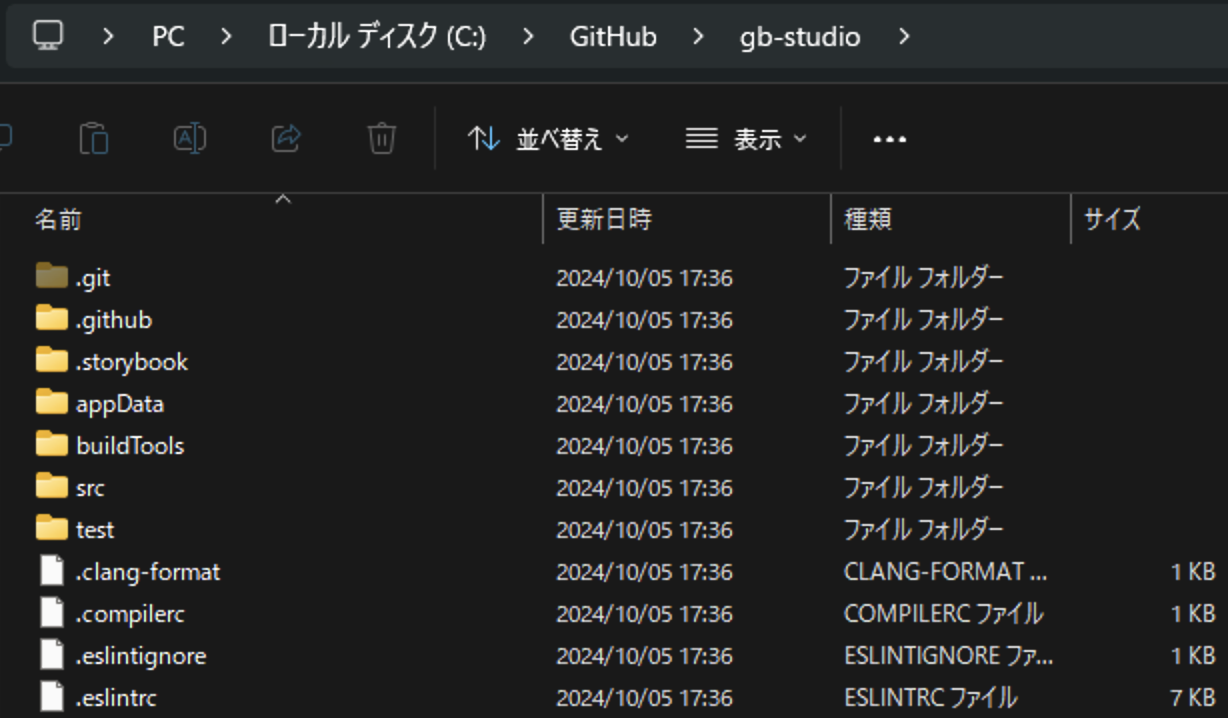 PC > ローカル ディスク (C:) > GitHub > gb-studio >
並べ替え 表示
名前 更新日時 種類 サイズ
.git 2024/10/05 17:36 ファイル フォルダー
.github 2024/10/05 17:36 ファイル フォルダー
.storybook 2024/10/05 17:36 ファイル フォルダー
appData 2024/10/05 17:36 ファイル フォルダー
buildTools 2024/10/05 17:36 ファイル フォルダー
src 2024/10/05 17:36 ファイル フォルダー
test 2024/10/05 17:36 ファイル フォルダー
.clang-format 2024/10/05 17:36 CLANG-FORMAT ... 1 KB
.compilerc 2024/10/05 17:36 COMPILERC ファイル 1 KB
.eslintignore 2024/10/05 17:36 ESLINTIGNORE ファ... 1 KB
.eslintrc 2024/10/05 17:36 ESLINTRC ファイル 7 KB